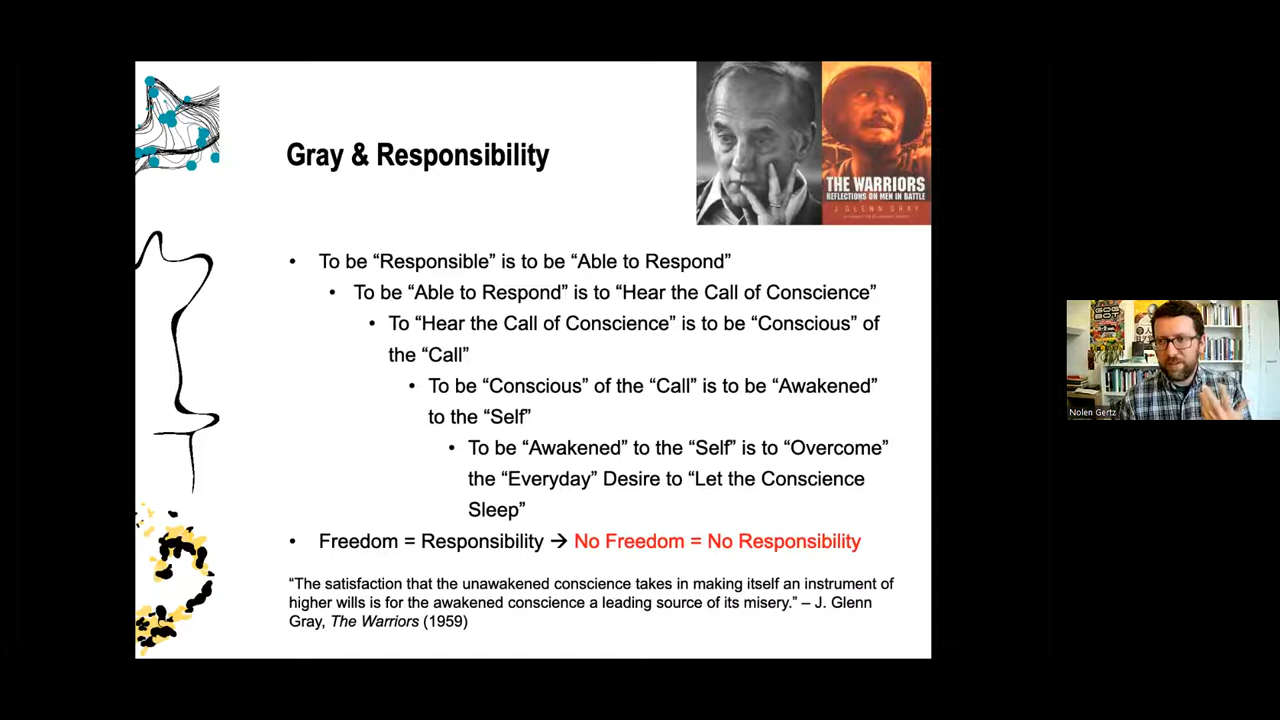 Gray & Responsibility
THE WARRIORS
REFLECTIONS ON MEN IN BATTLE
J. GLENN GRAY
• To be “Responsible” is to be “Able to Respond”
• To be “Able to Respond” is to “Hear the Call of Conscience”
• To “Hear the Call of Conscience” is to be “Conscious” of
the “Call”
• To be “Conscious” of the “Call” is to be “Awakened”
to the “Self”
• To be “Awakened” to the “Self” is to “Overcome”
the “Everyday” Desire to “Let the Conscience
Sleep”
• Freedom = Responsibility → No Freedom = No Responsibility
“The satisfaction that the unawakened conscience takes in making itself an instrument of
higher wills is for the awakened conscience a leading source of its misery.” – J. Glenn
Gray, The Warriors (1959)
Nolen Gertz